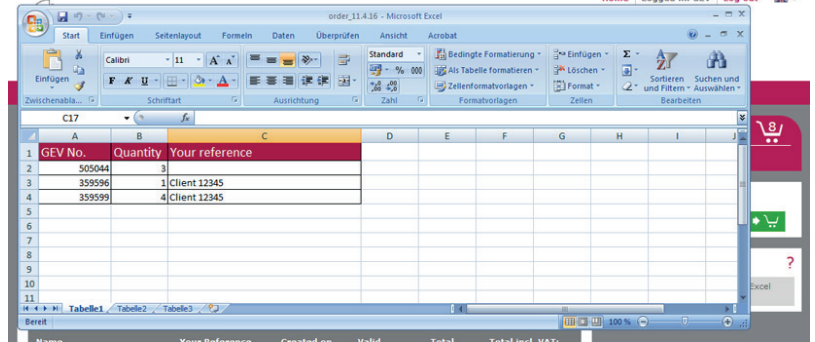 order_11.4.16 - Microsoft Excel
Start Einfügen Seitenlayout Formeln Daten Überprüfen Ansicht Acrobat
Einfügen
Calibri 11
F K U
Standard
% 000
Bedingte Formatierung
Als Tabelle formatieren
Zellenformatvorlagen
Einfügen
Löschen
Format
Σ
Sortieren und Filtern
Suchen und Auswählen
Zwischenabla... Schriftart Ausrichtung Zahl Formatvorlagen Zellen Bearbeiten
C17 fx
A B C D E F G H I J
1 GEV No. Quantity Your reference
2 505044 3
3 359596 1 Client 12345
4 359599 4 Client 12345
5
6
7
8
9
10
11
Tabelle1 Tabelle2 Tabelle3
Bereit 100 %
8
?
Excel
Name Your Reference Created on Valid Total Total incl. VAT: